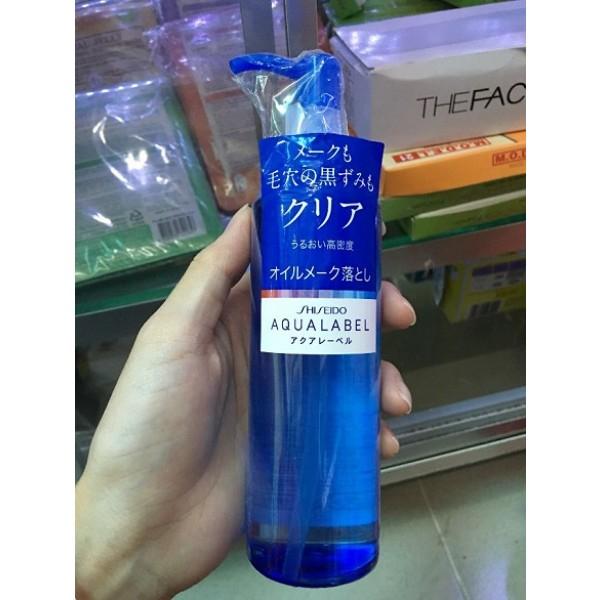 メークも
毛穴の黒ずみも
クリア
うるおい高密度
オイルメーク落とし
SHISEIDO
AQUALABEL
アクアレーベル
THEFAC